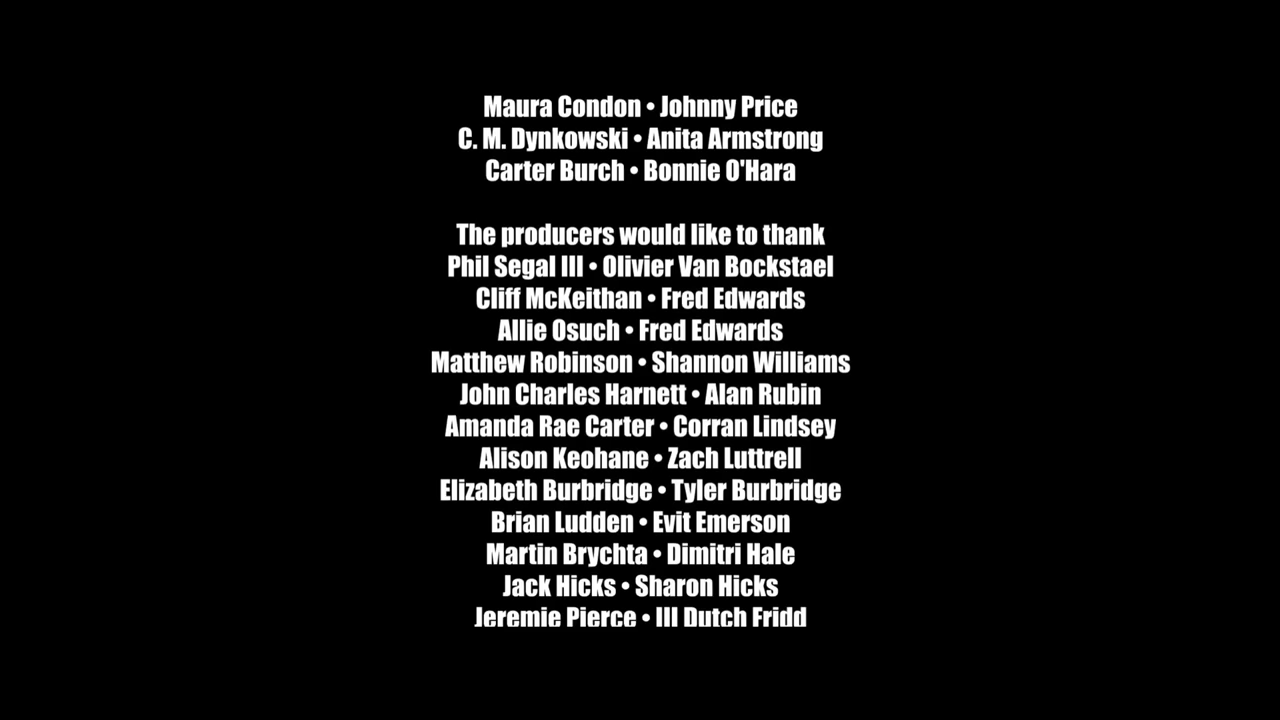 Maura Condon • Johnny Price
C. M. Dynkowski • Anita Armstrong
Carter Burch • Bonnie O'Hara
The producers would like to thank
Phil Segal III • Olivier Van Bockstael
Cliff McKeithan • Fred Edwards
Allie Osuch • Fred Edwards
Matthew Robinson • Shannon Williams
John Charles Harnett • Alan Rubin
Amanda Rae Carter • Corran Lindsey
Alison Keohane • Zach Luttrell
Elizabeth Burbridge • Tyler Burbridge
Brian Ludden • Evit Emerson
Martin Brychta • Dimitri Hale
Jack Hicks • Sharon Hicks
Jeremie Pierce • III Dutch Fridd